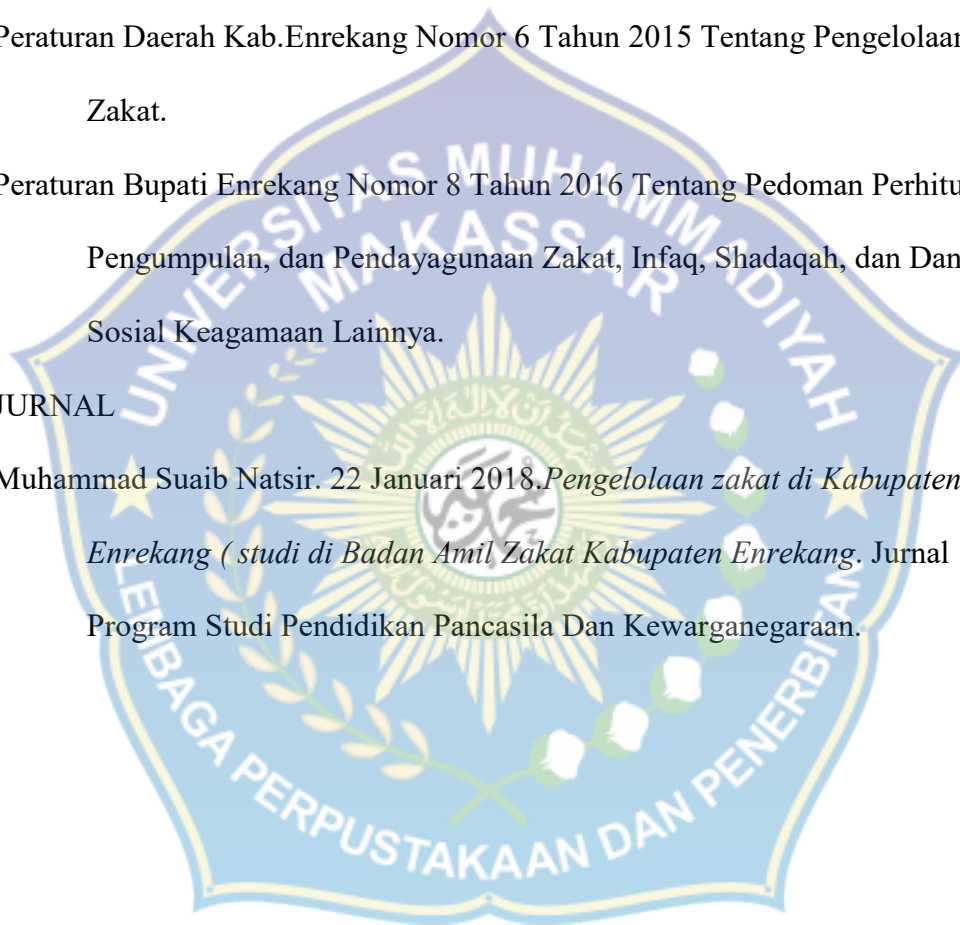 Peraturan Daerah Kab.Enrekang Nomor 6 Tahun 2015 Tentang Pengelolaan
Zakat.
Peraturan Bupati Enrekang Nomor 8 Tahun 2016 Tentang Pedoman Perhitu
Pengumpulan, dan Pendayagunaan Zakat, Infaq, Shadaqah, dan Dan
Sosial Keagamaan Lainnya.
JURNAL
Muhammad Suaib Natsir. 22 Januari 2018.Pengelolaan zakat di Kabupaten
Enrekang ( studi di Badan Amil Zakat Kabupaten Enrekang. Jurnal
Program Studi Pendidikan Pancasila Dan Kewarganegaraan.
UNIVERSITAS MUHAMMADIYAH
MAKASSAR
LEMBAGA PERPUSTAKAAN DAN PENERBITAN